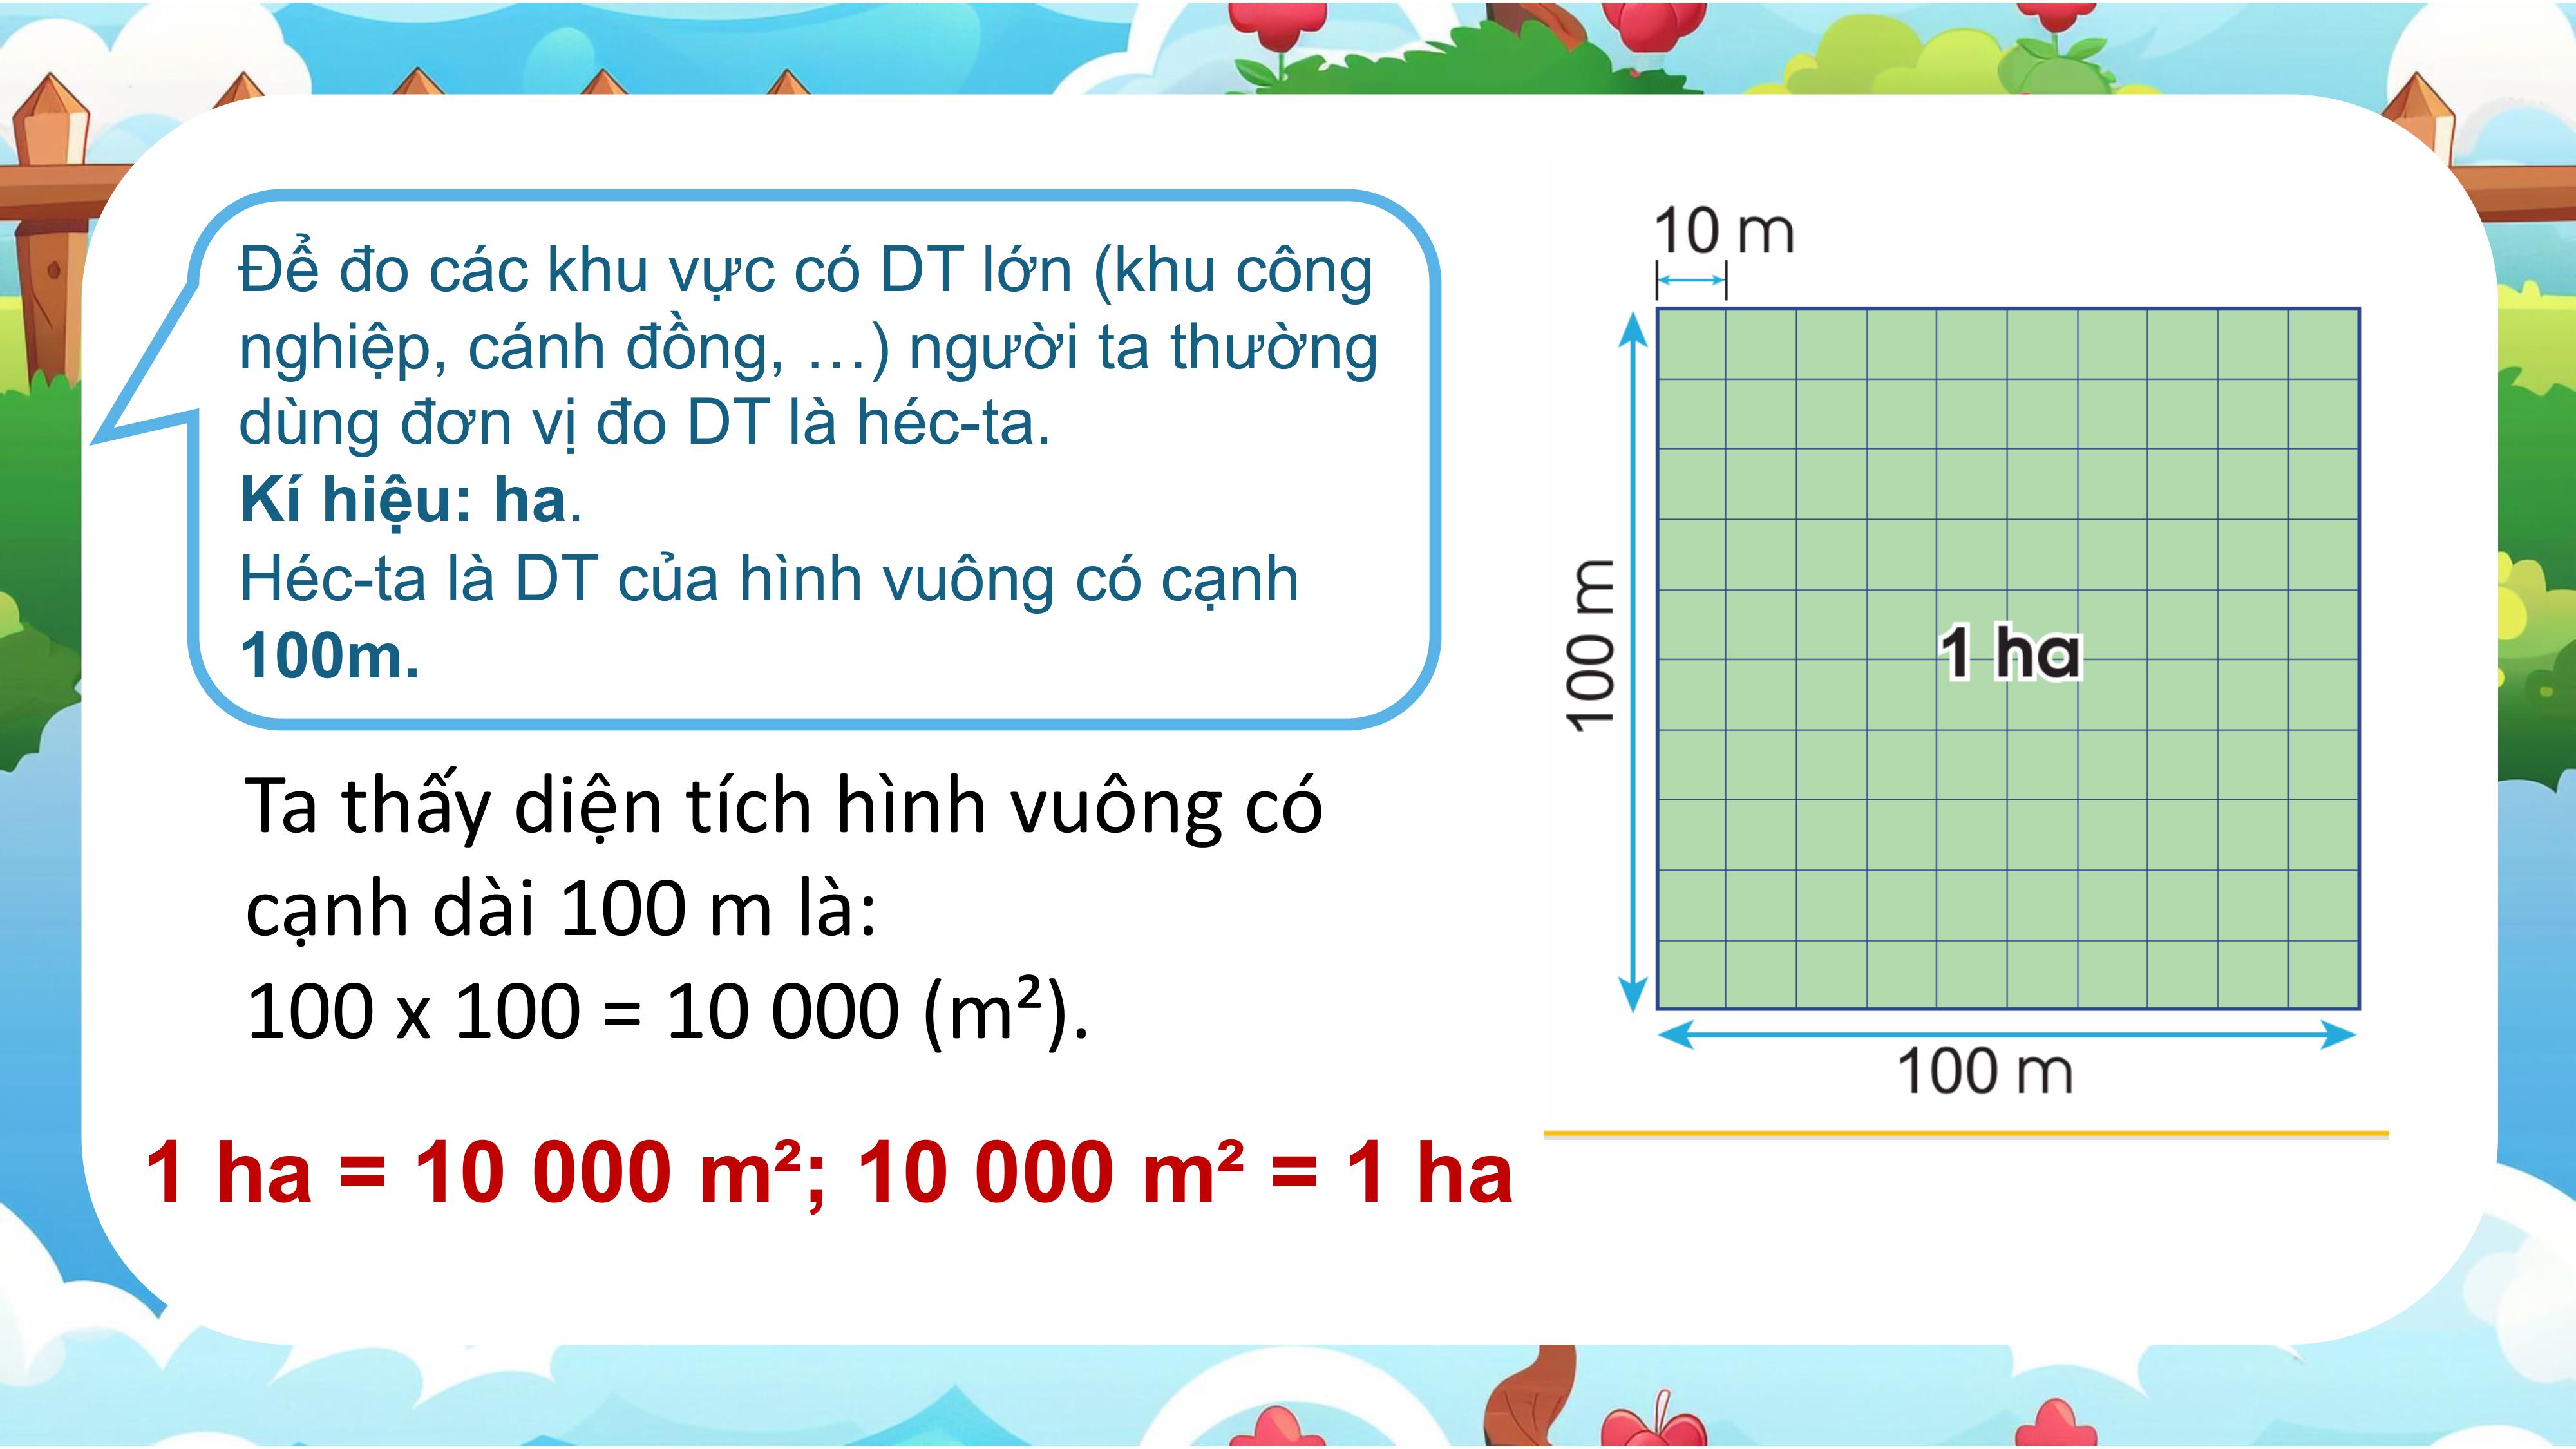 Để đo các khu vực có DT lớn (khu công
nghiệp, cánh đồng, …) người ta thường
dùng đơn vị đo DT là héc-ta.
Kí hiệu: ha.
Héc-ta là DT của hình vuông có cạnh
100m.
Ta thấy diện tích hình vuông có
cạnh dài 100 m là:
100 x 100 = 10 000 (m²).
1 ha = 10 000 m²; 10 000 m² = 1 ha
10 m
100 m
1 ha
100 m